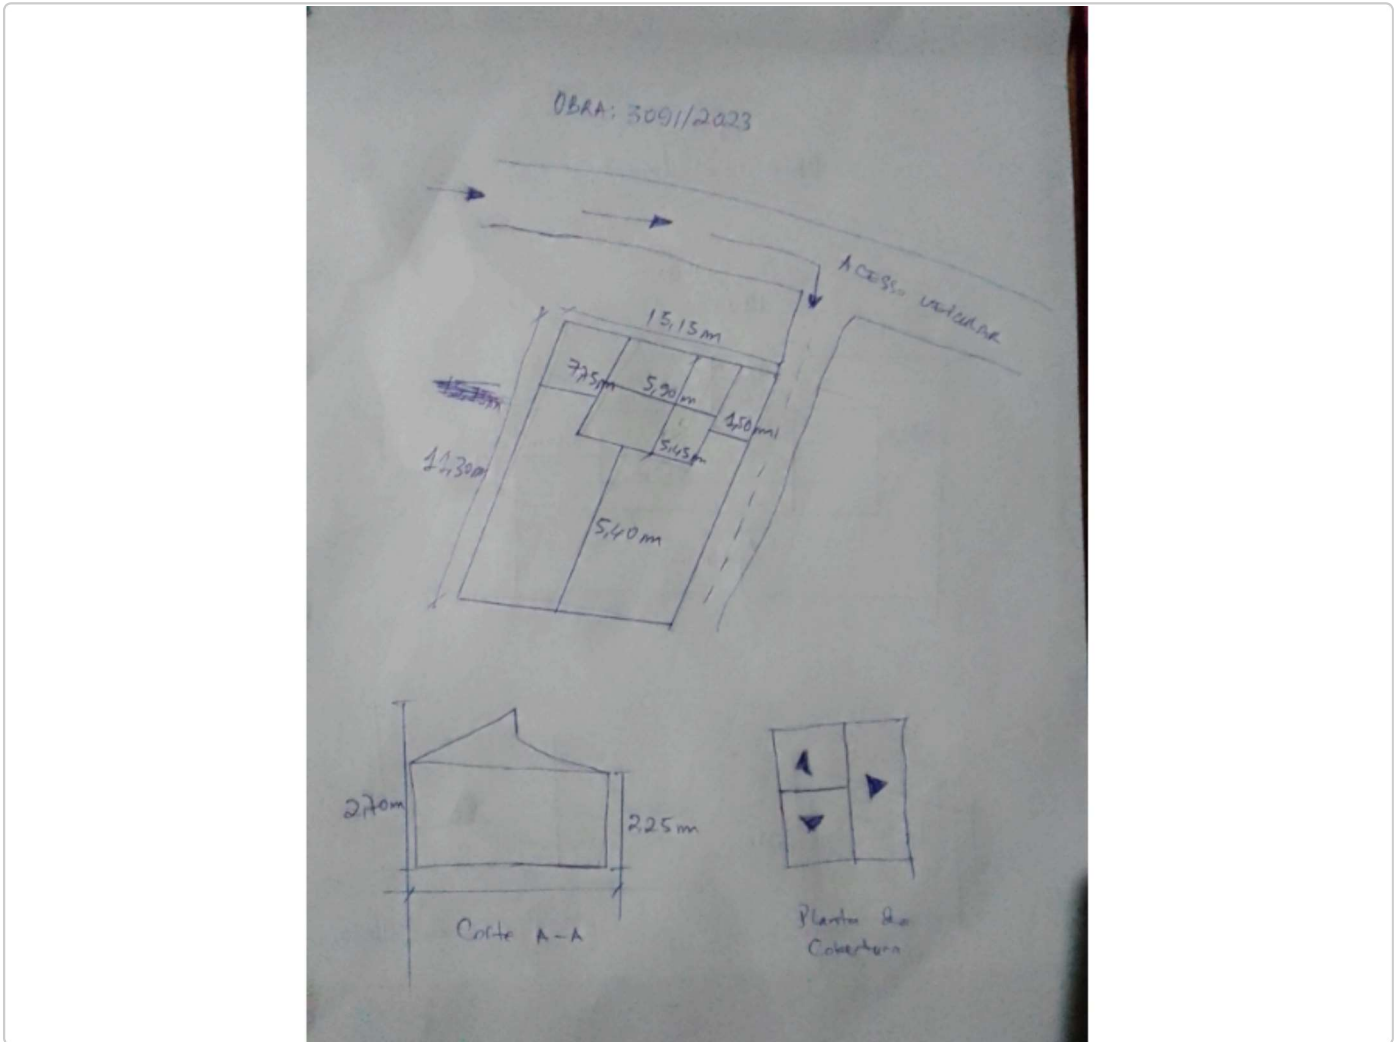 OBRA: 3091/2023
ACESSO
15,15m
7,75m
5,90m
1,50m
11,30m
5,45m
5,40m
2,70m
2,25m
Corte A-A
Planta de
Cobertura